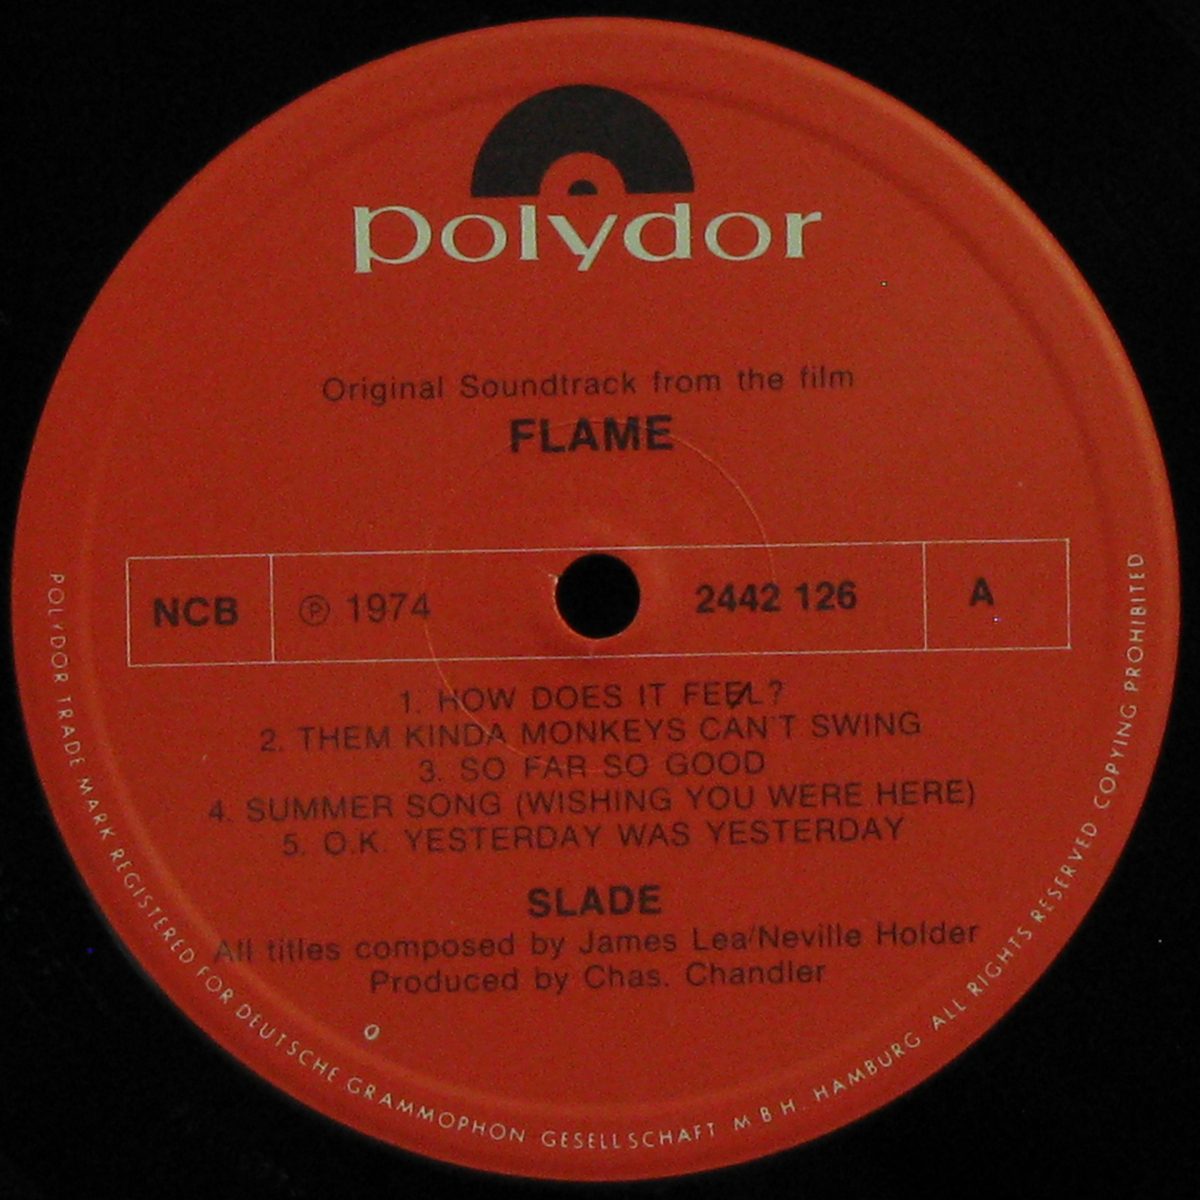 polydor
Original Soundtrack from the film
FLAME
NCB ℗ 1974 2442 126 A
1. HOW DOES IT FEEL?
2. THEM KINDA MONKEYS CAN'T SWING
3. SO FAR SO GOOD
4. SUMMER SONG (WISHING YOU WERE HERE)
5. O.K. YESTERDAY WAS YESTERDAY
SLADE
All titles composed by James Lea/Neville Holder
Produced by Chas. Chandler
O
POLYDOR TRADE MARK REGISTERED FOR DEUTSCHE GRAMMOPHON GESELLSCHAFT M B H. HAMBURG ALL RIGHTS RESERVED COPYING PROHIBITED